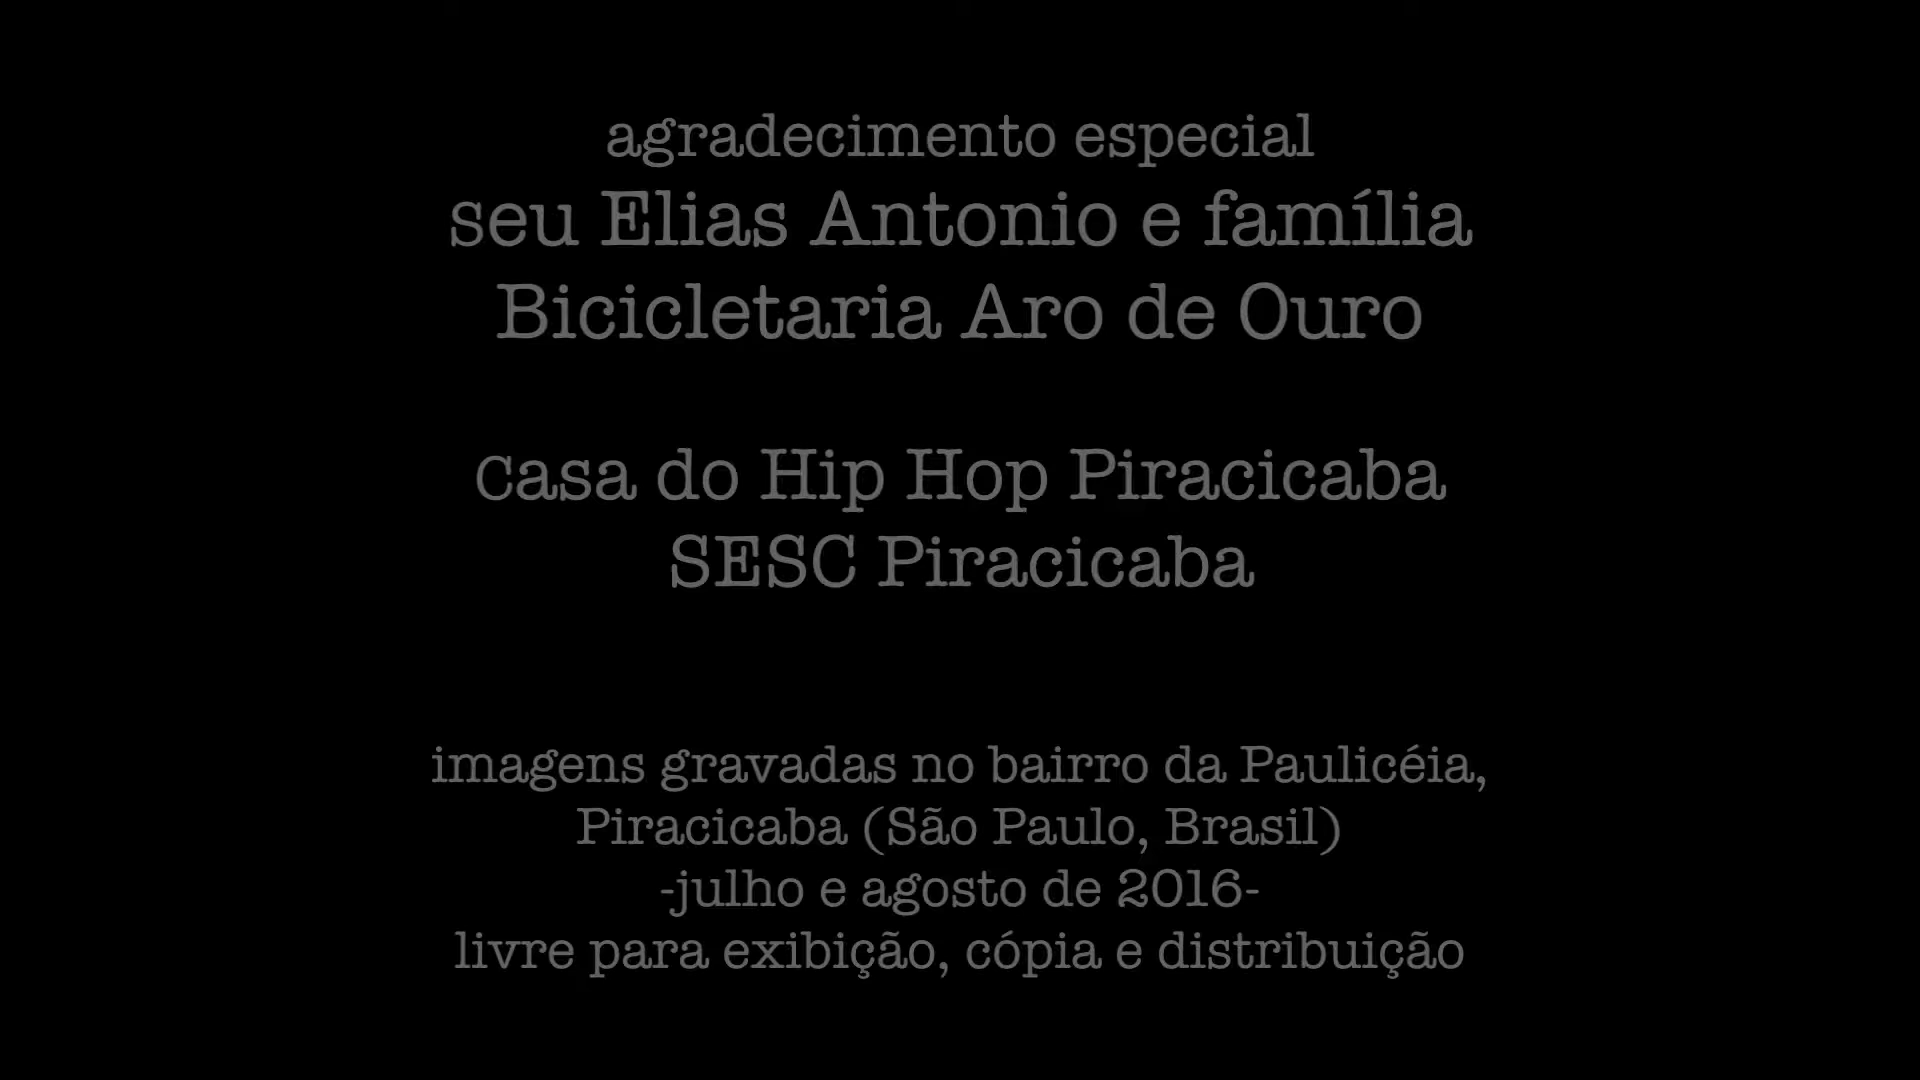 agradecimento especial
seu Elias Antonio e família
Bicicletaria Aro de Ouro
Casa do Hip Hop Piracicaba
SESC Piracicaba
imagens gravadas no bairro da Paulicéia,
Piracicaba (São Paulo, Brasil)
-julho e agosto de 2016-
livre para exibição, cópia e distribuição